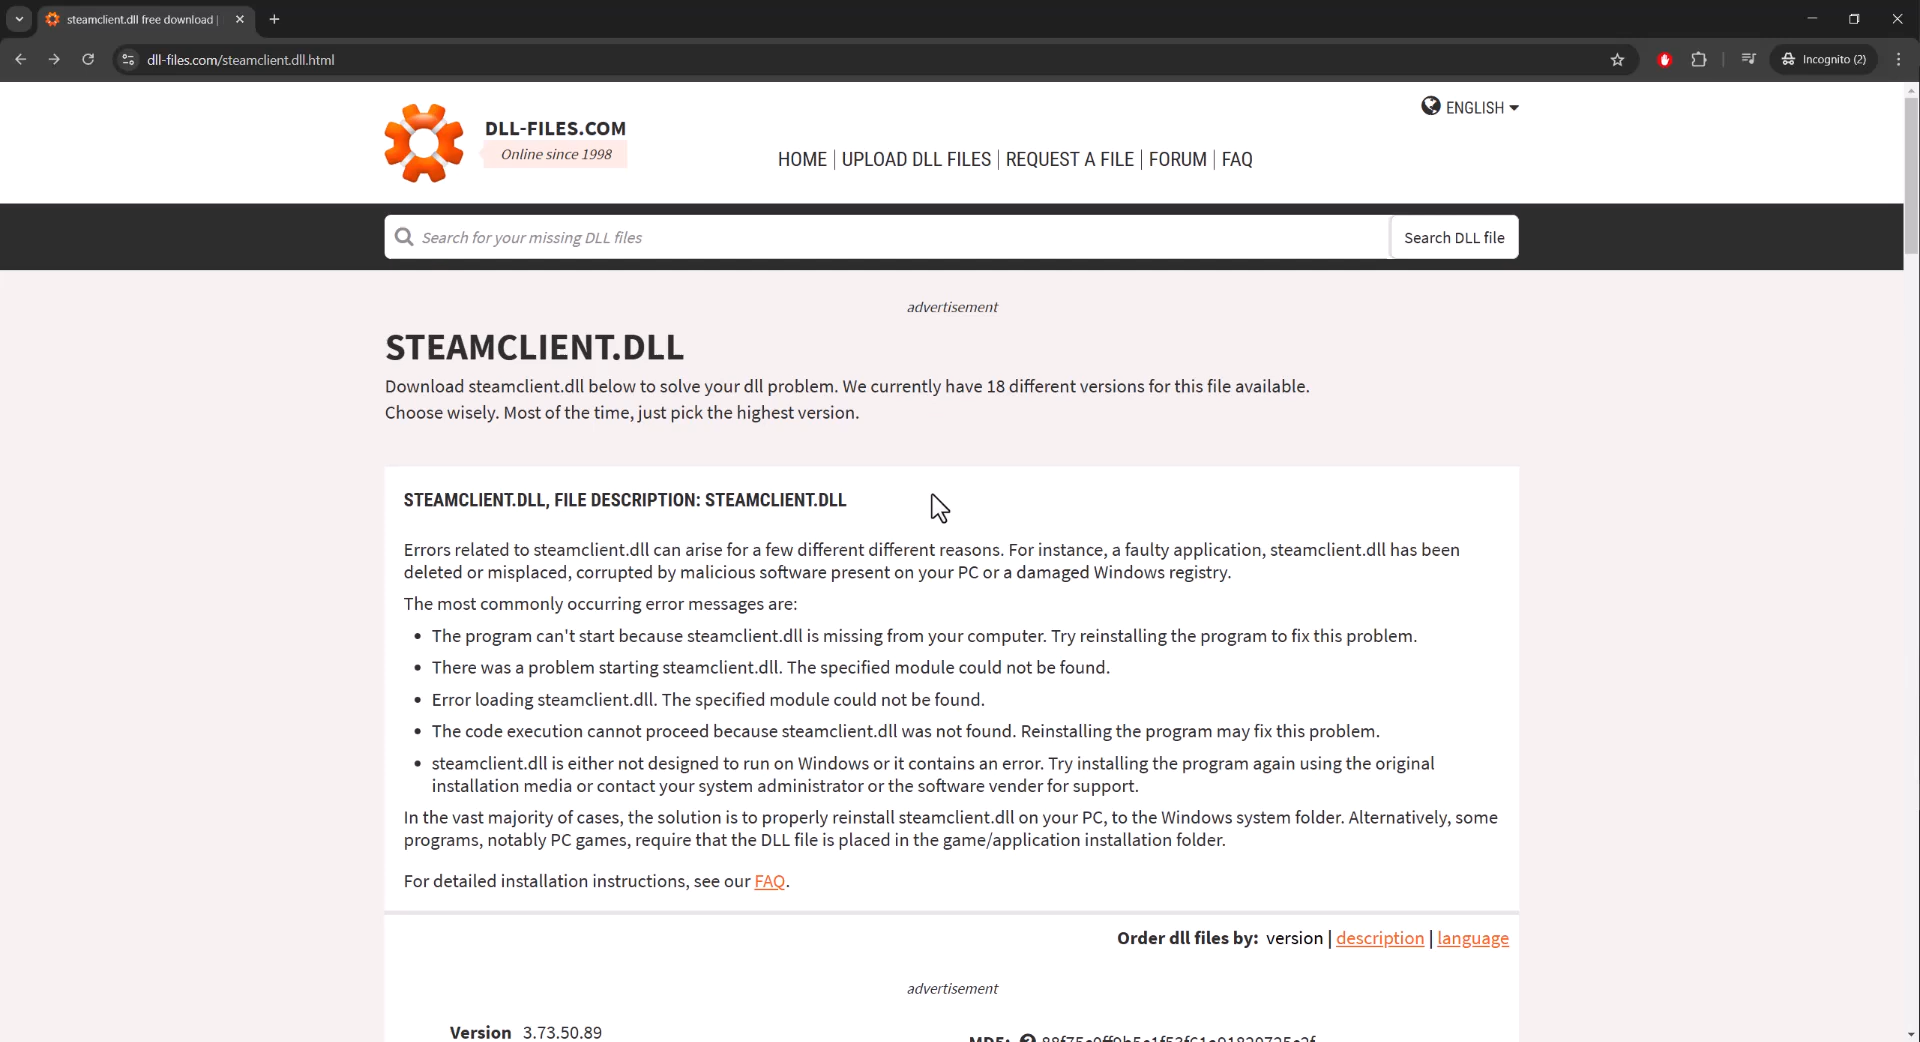 steamclient.dll free download |
dll-files.com/steamclient.dll.html
Incognito (2)
ENGLISH
DLL-FILES.COM
Online since 1998
HOME | UPLOAD DLL FILES | REQUEST A FILE | FORUM | FAQ
Search for your missing DLL files
Search DLL file
advertisement
STEAMCLIENT.DLL
Download steamclient.dll below to solve your dll problem. We currently have 18 different versions for this file available.
Choose wisely. Most of the time, just pick the highest version.
STEAMCLIENT.DLL, FILE DESCRIPTION: STEAMCLIENT.DLL
Errors related to steamclient.dll can arise for a few different different reasons. For instance, a faulty application, steamclient.dll has been
deleted or misplaced, corrupted by malicious software present on your PC or a damaged Windows registry.
The most commonly occurring error messages are:
• The program can't start because steamclient.dll is missing from your computer. Try reinstalling the program to fix this problem.
• There was a problem starting steamclient.dll. The specified module could not be found.
• Error loading steamclient.dll. The specified module could not be found.
• The code execution cannot proceed because steamclient.dll was not found. Reinstalling the program may fix this problem.
• steamclient.dll is either not designed to run on Windows or it contains an error. Try installing the program again using the original
installation media or contact your system administrator or the software vender for support.
In the vast majority of cases, the solution is to properly reinstall steamclient.dll on your PC, to the Windows system folder. Alternatively, some
programs, notably PC games, require that the DLL file is placed in the game/application installation folder.
For detailed installation instructions, see our FAQ.
Order dll files by: version | description | language
advertisement
Version 3.73.50.89
MD5: